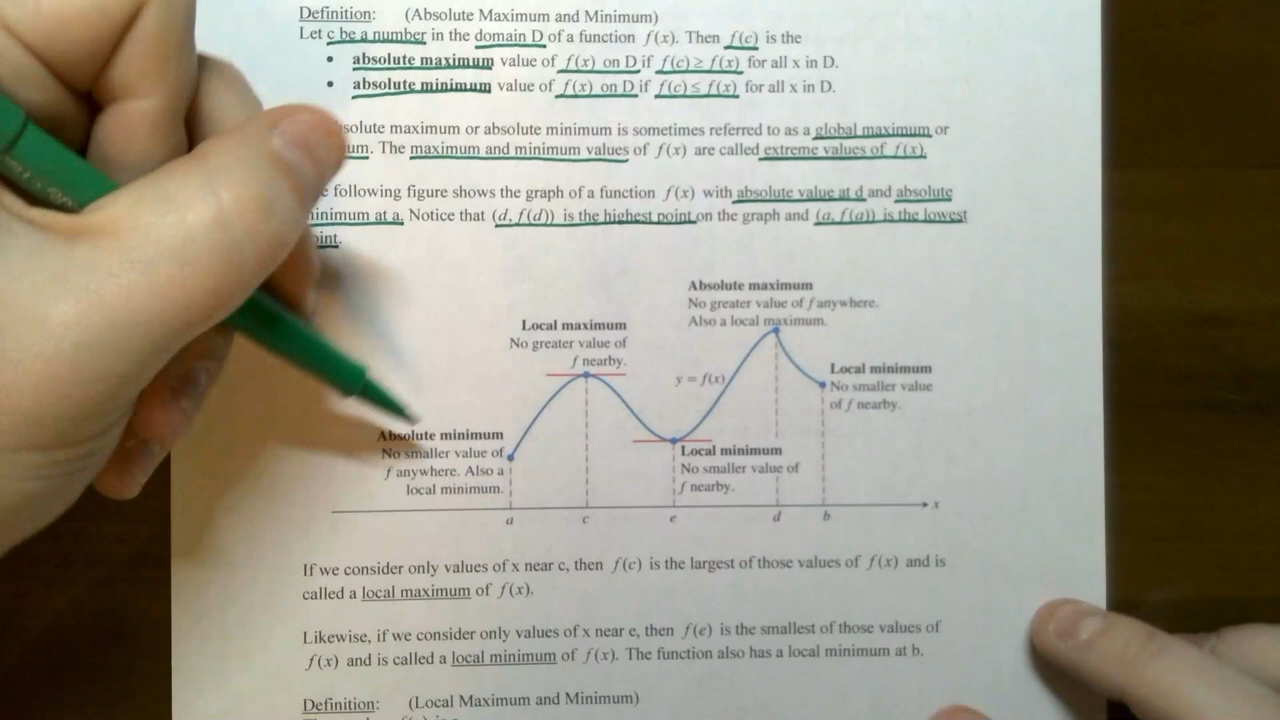 Definition: (Absolute Maximum and Minimum)
Let c be a number in the domain D of a function f(x). Then f(c) is the
• absolute maximum value of f(x) on D if f(c) ≥ f(x) for all x in D.
• absolute minimum value of f(x) on D if f(c) ≤ f(x) for all x in D.
solute maximum or absolute minimum is sometimes referred to as a global maximum or
um. The maximum and minimum values of f(x) are called extreme values of f(x).
e following figure shows the graph of a function f(x) with absolute value at d and absolute
inimum at a. Notice that (d, f(d)) is the highest point on the graph and (a, f(a)) is the lowest
oint.
Absolute maximum
No greater value of f anywhere.
Also a local maximum.
Local maximum
No greater value of
f nearby.
y = f(x)
Local minimum
No smaller value
of f nearby.
Absolute minimum
No smaller value of
f anywhere. Also a
local minimum.
Local minimum
No smaller value of
f nearby.
a c e d b x
If we consider only values of x near c, then f(c) is the largest of those values of f(x) and is
called a local maximum of f(x).
Likewise, if we consider only values of x near e, then f(e) is the smallest of those values of
f(x) and is called a local minimum of f(x). The function also has a local minimum at b.
Definition: (Local Maximum and Minimum)